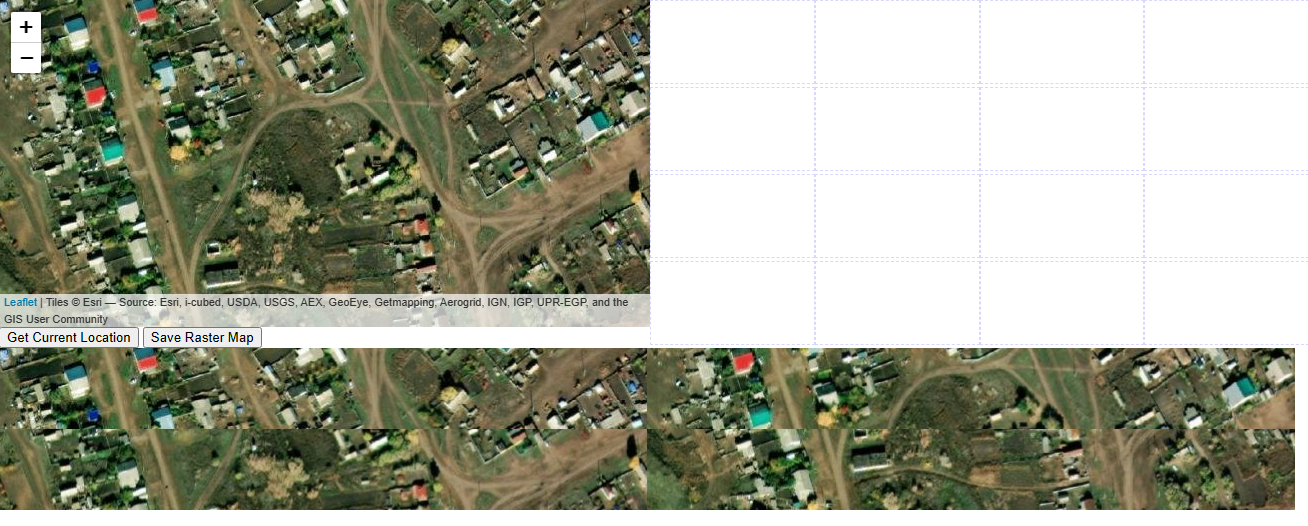 +
−
Leaflet | Tiles © Esri — Source: Esri, i-cubed, USDA, USGS, AEX, GeoEye, Getmapping, Aerogrid, IGN, IGP, UPR-EGP, and the
GIS User Community
Get Current Location Save Raster Map